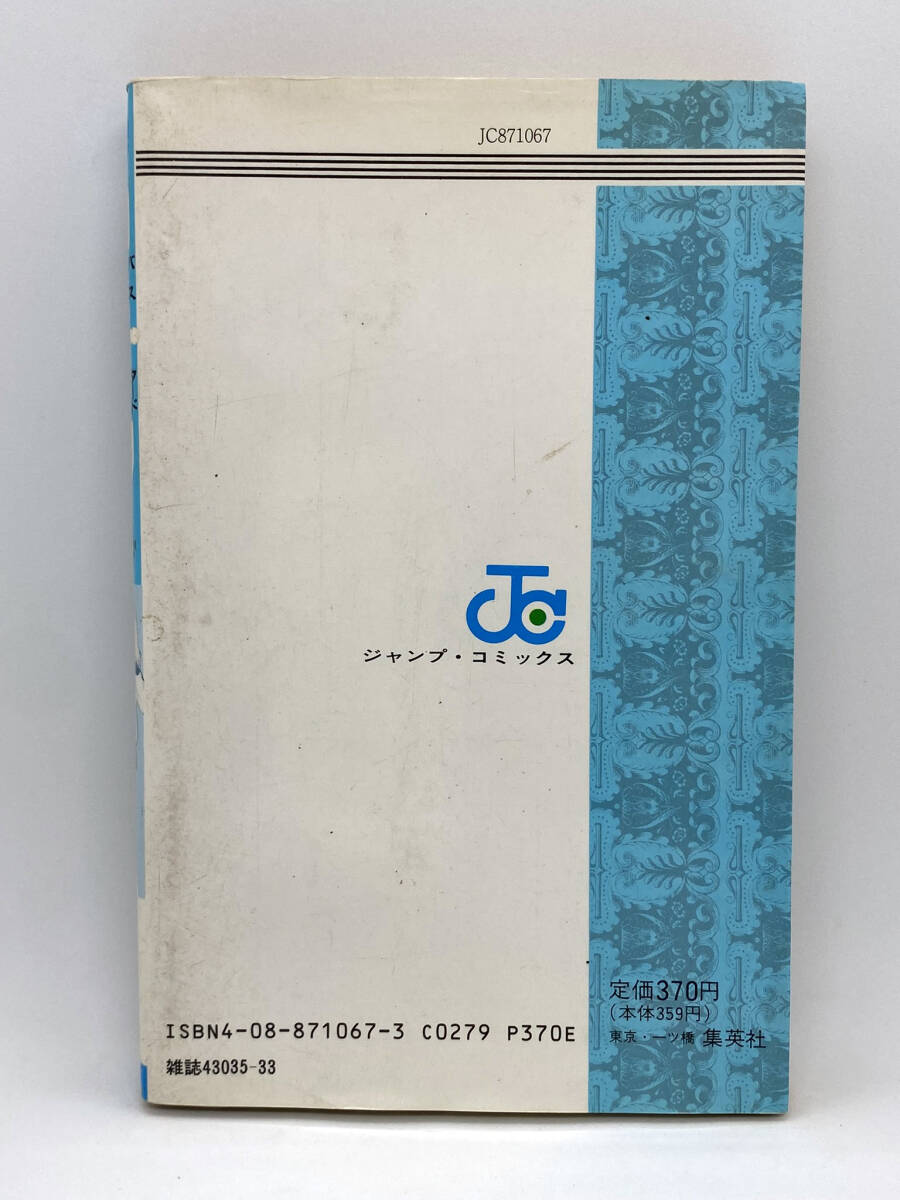 JC871067
JC
ジャンプ・コミックス
定価370円
(本体359円)
東京・一ツ橋 集英社
ISBN4-08-871067-3 C0279 P370E
雑誌43035-33